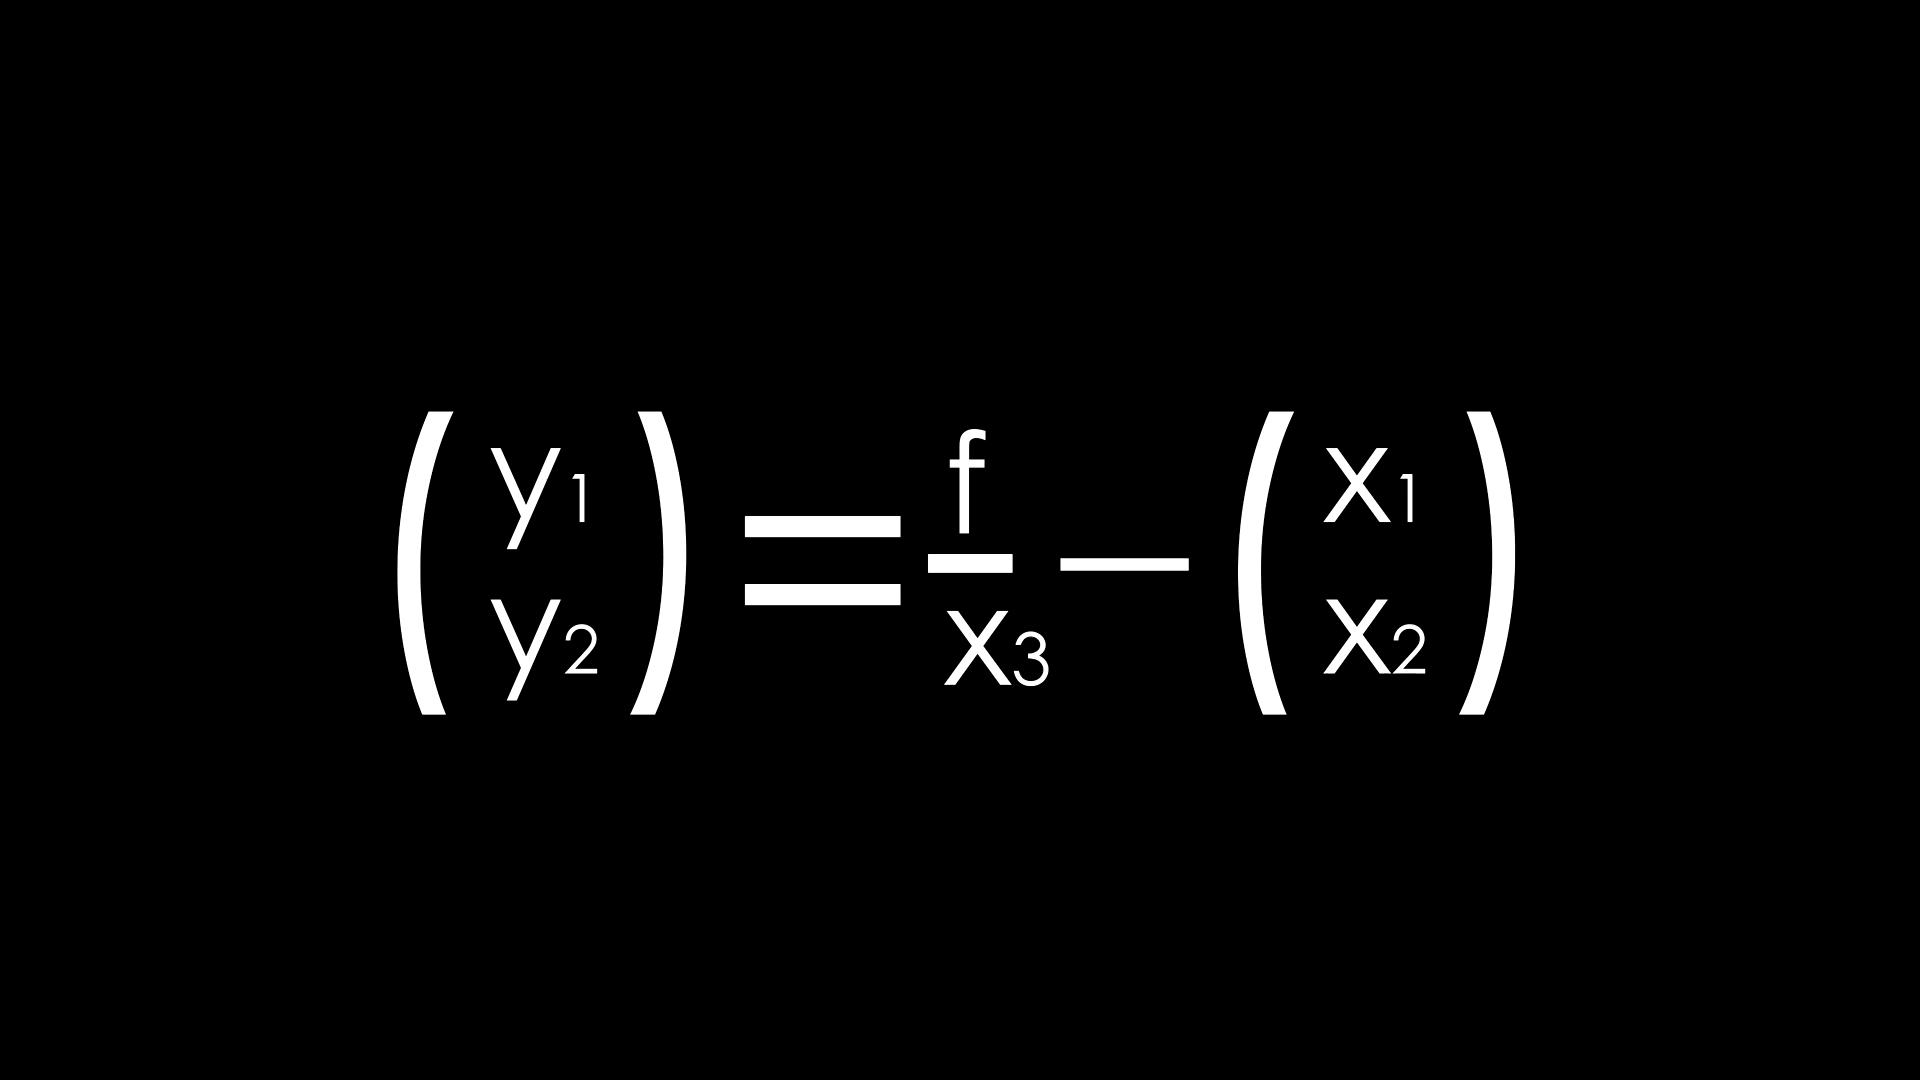 ( y1 y2 ) = f/x3 − ( x1 x2 )